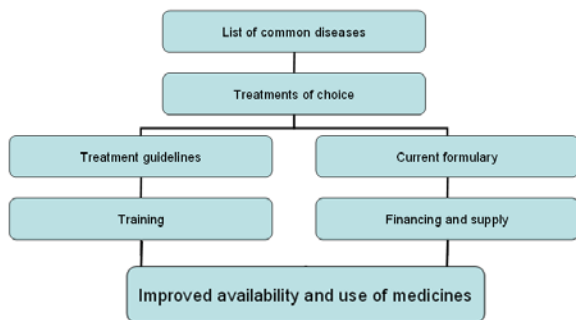 List of common diseases
Treatments of choice
Treatment guidelines
Current formulary
Training
Financing and supply
Improved availability and use of medicines